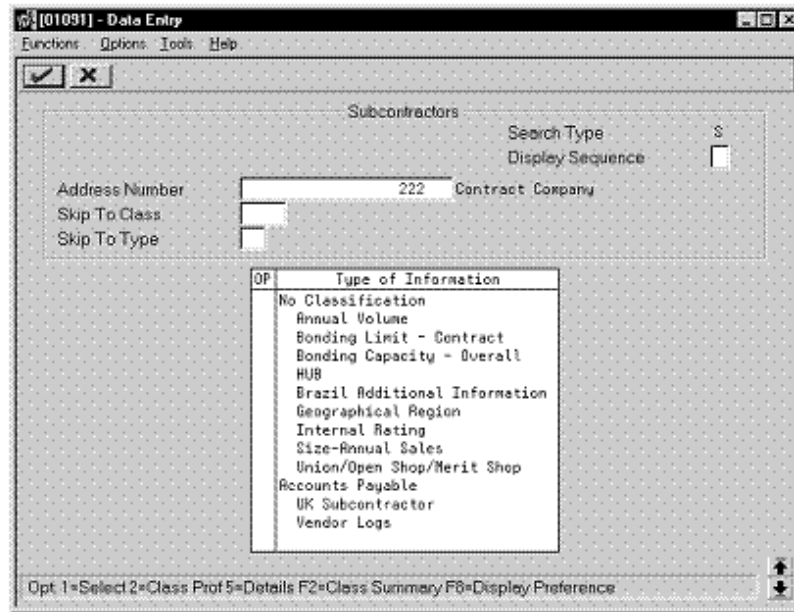 [01091] - Data Entry
Functions Options Tools Help
Subcontractors
Search Type S
Display Sequence
Address Number 222 Contract Company
Skip To Class
Skip To Type
OP Type of Information
No Classification
Annual Volume
Bonding Limit - Contract
Bonding Capacity - Overall
HUB
Brazil Additional Information
Geographical Region
Internal Rating
Size-Annual Sales
Union/Open Shop/Merit Shop
Accounts Payable
UK Subcontractor
Vendor Logs
Opt: 1=Select 2=Class Prof 5=Details F2=Class Summary F6=Display Preference